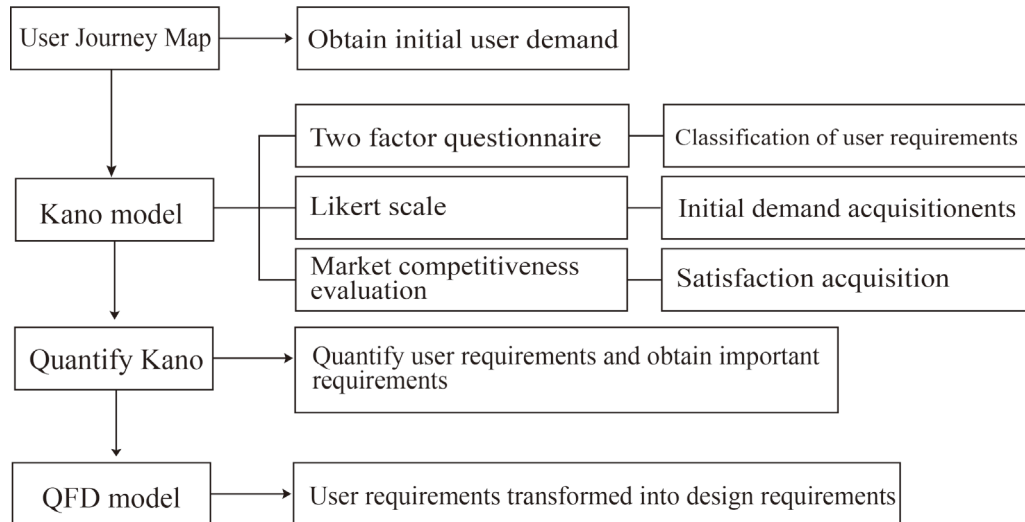 User Journey Map
Obtain initial user demand
Two factor questionnaire
Classification of user requirements
Kano model
Likert scale
Initial demand acquisitionents
Market competitiveness
evaluation
Satisfaction acquisition
Quantify Kano
Quantify user requirements and obtain important
requirements
QFD model
User requirements transformed into design requirements